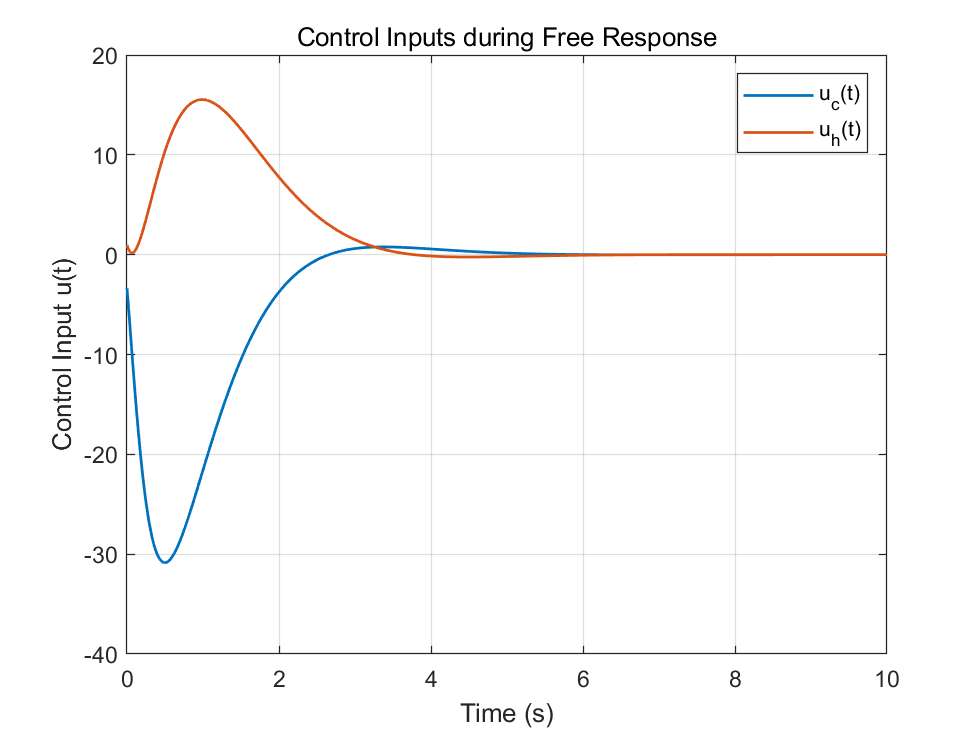 Control Inputs during Free Response
20
10
0
-10
-20
-30
-40
Control Input u(t)
u_c(t)
u_h(t)
0 2 4 6 8 10
Time (s)